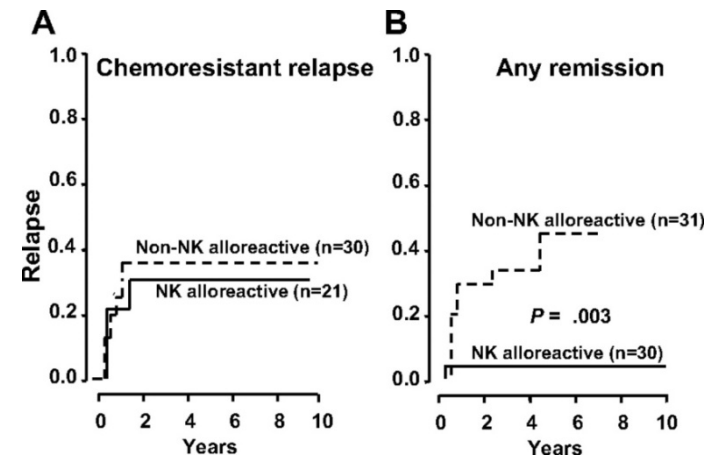 A
Chemoresistant relapse
Relapse
1.0
0.8
0.6
0.4
0.2
0.0
Non-NK alloreactive (n=30)
NK alloreactive (n=21)
0 2 4 6 8 10
Years
B
Any remission
1.0
0.8
0.6
0.4
0.2
0.0
Non-NK alloreactive (n=31)
P = .003
NK alloreactive (n=30)
0 2 4 6 8 10
Years